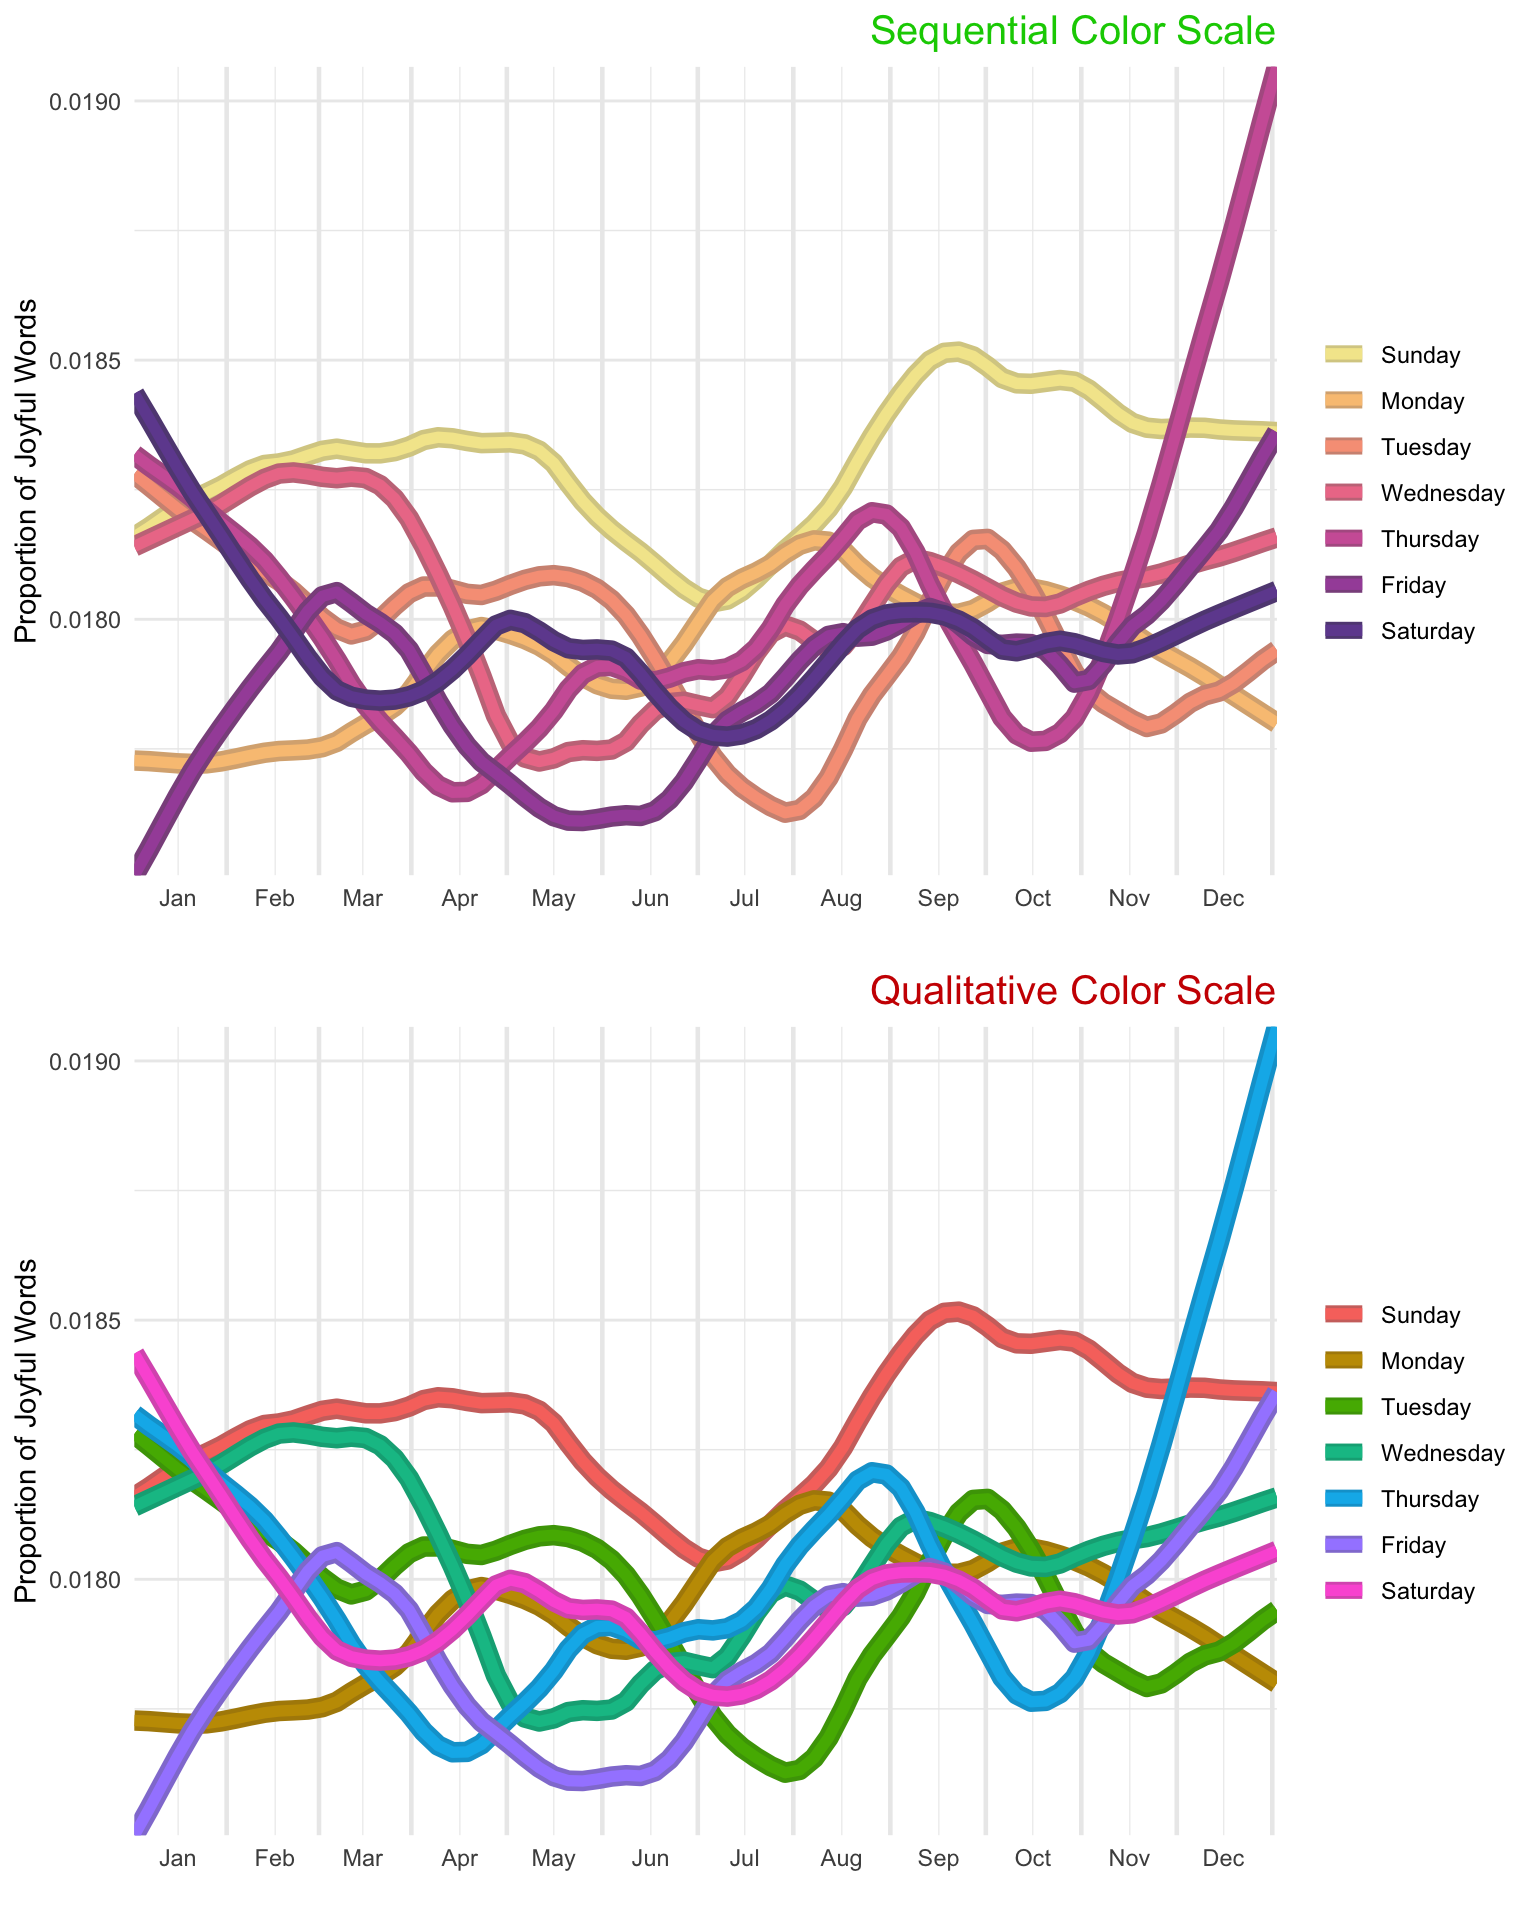 Sequential Color Scale
Proportion of Joyful Words
0.0190
0.0185
0.0180
Jan Feb Mar Apr May Jun Jul Aug Sep Oct Nov Dec
Sunday
Monday
Tuesday
Wednesday
Thursday
Friday
Saturday
Qualitative Color Scale
Proportion of Joyful Words
0.0190
0.0185
0.0180
Jan Feb Mar Apr May Jun Jul Aug Sep Oct Nov Dec
Sunday
Monday
Tuesday
Wednesday
Thursday
Friday
Saturday